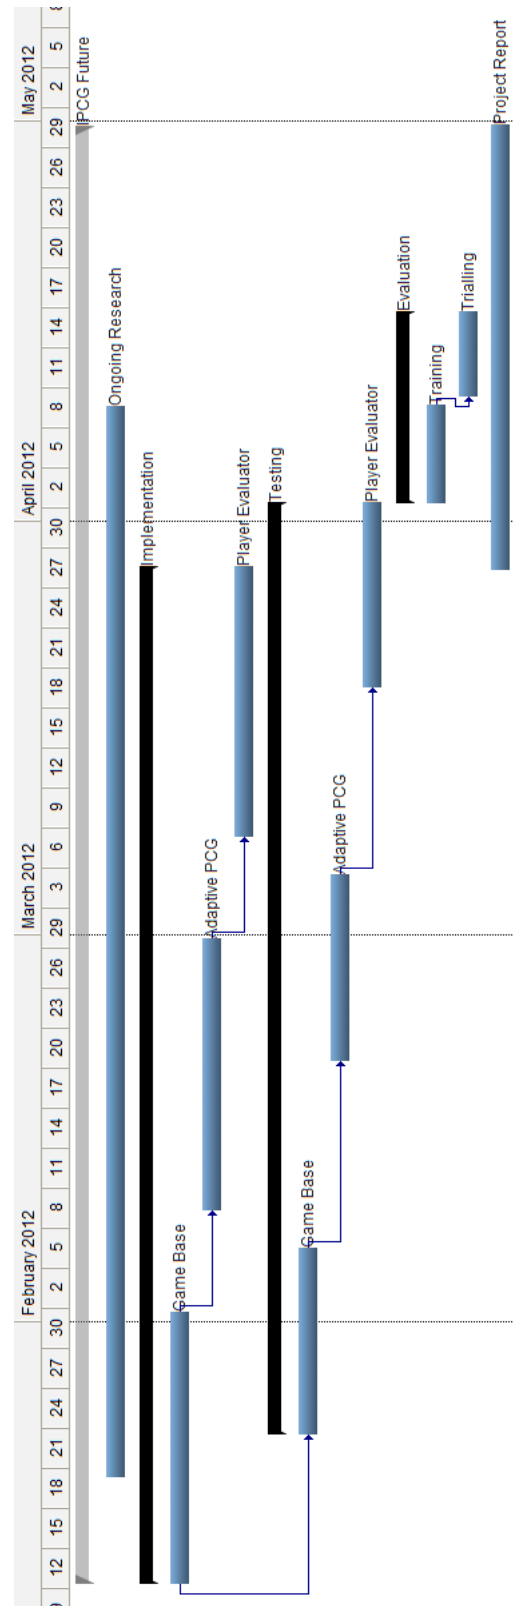 February 2012 March 2012 April 2012 May 2012
12 15 18 21 24 27 30 2 5 8 11 14 17 20 23 26 29 3 6 9 12 15 18 21 24 27 30 2 5 8 11 14 17 20 23 26 29 2 5
IPCG Future
Ongoing Research
Implementation
Game Base
Adaptive PCG
Player Evaluator
Testing
Game Base
Adaptive PCG
Player Evaluator
Evaluation
Training
Trialling
Project Report